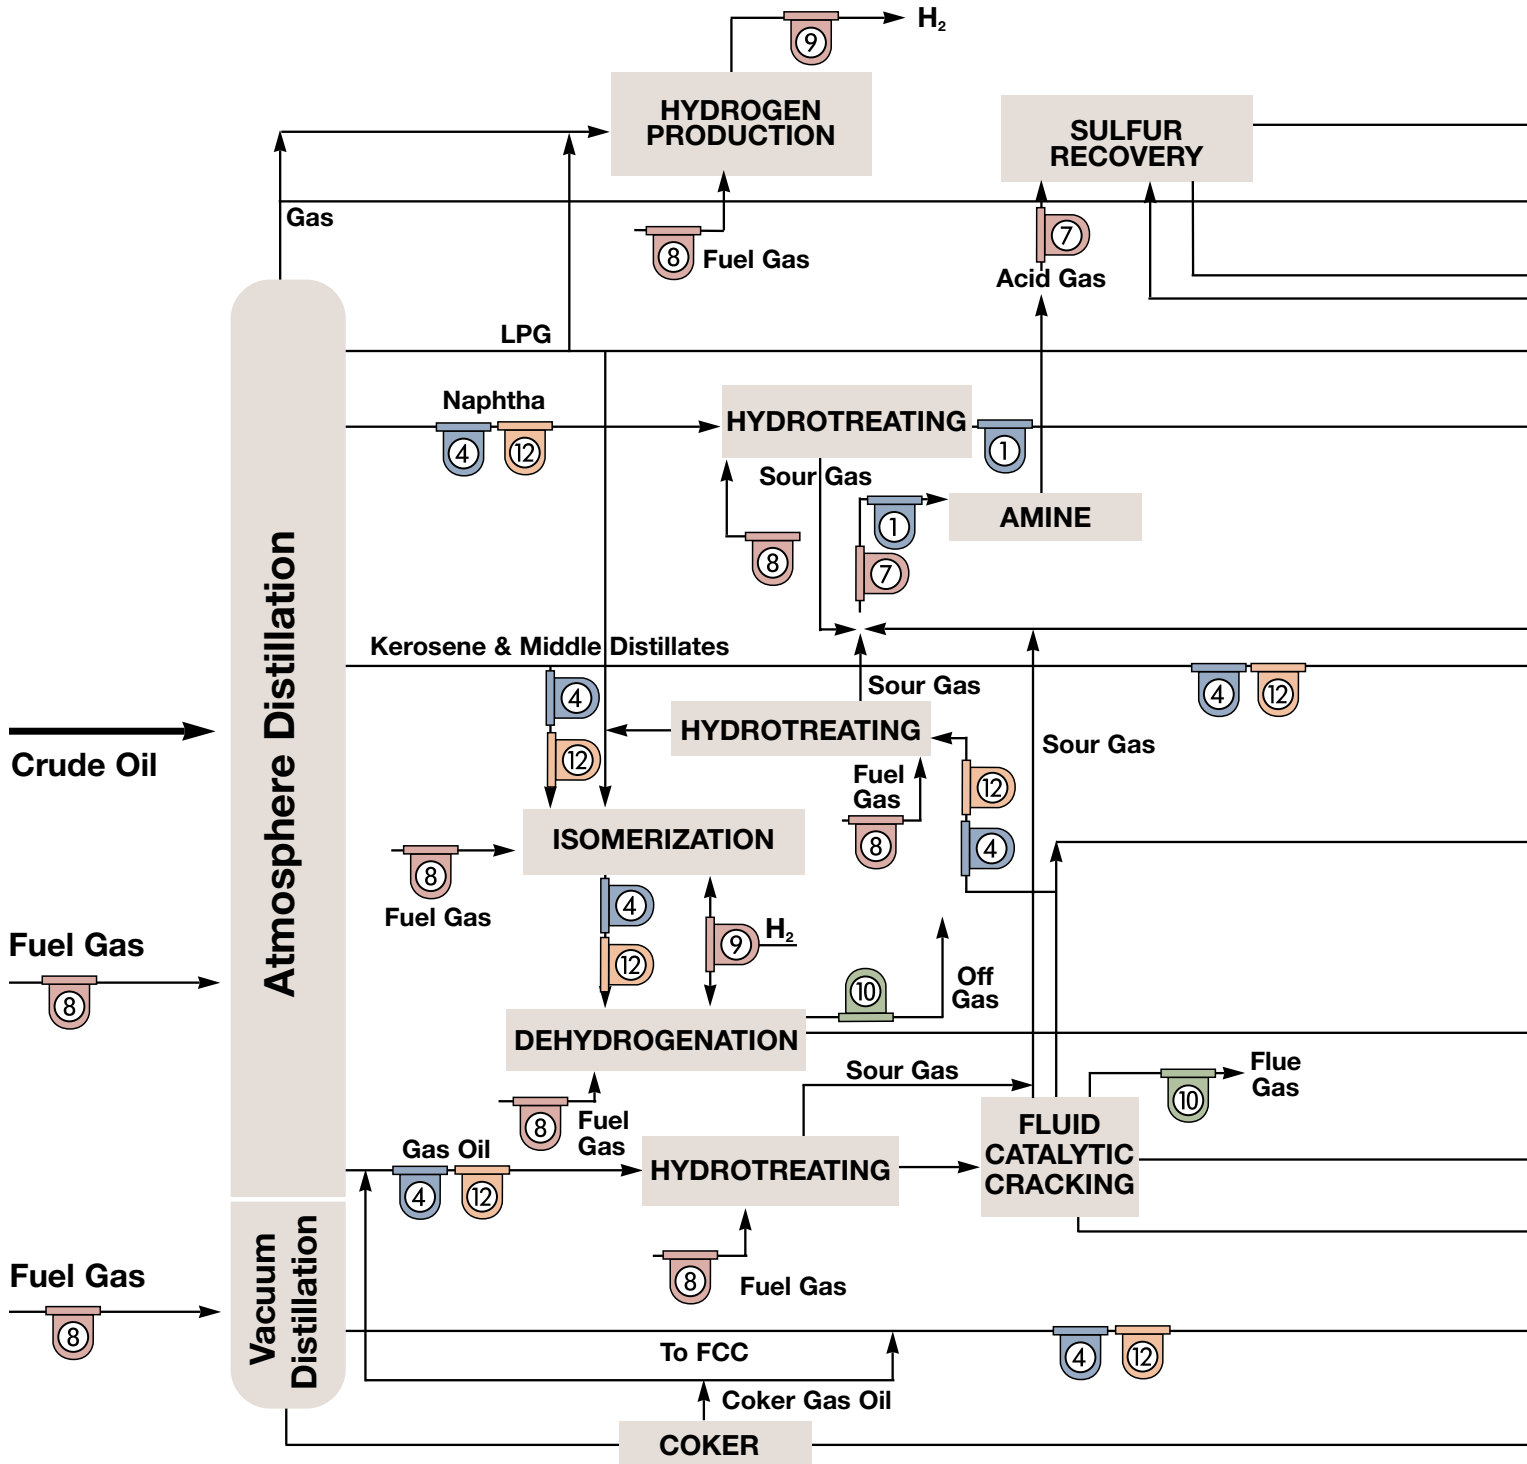 H₂
9
HYDROGEN
PRODUCTION
SULFUR
RECOVERY
Gas
8
Fuel Gas
7
Acid Gas
LPG
Naphtha
4
12
HYDROTREATING
1
Sour Gas
1
AMINE
8
7
Kerosene & Middle Distillates
4
Sour Gas
4
12
HYDROTREATING
Sour Gas
Crude Oil
12
Fuel
Gas
12
8
4
ISOMERIZATION
8
Fuel Gas
4
9
H₂
12
Atmosphere Distillation
Fuel Gas
8
10
Off
Gas
DEHYDROGENATION
Sour Gas
Flue
Gas
10
8
Fuel
Gas
FLUID
CATALYTIC
CRACKING
Gas Oil
4
12
HYDROTREATING
8
Fuel Gas
Vacuum
Distillation
Fuel Gas
8
To FCC
4
12
Coker Gas Oil
COKER